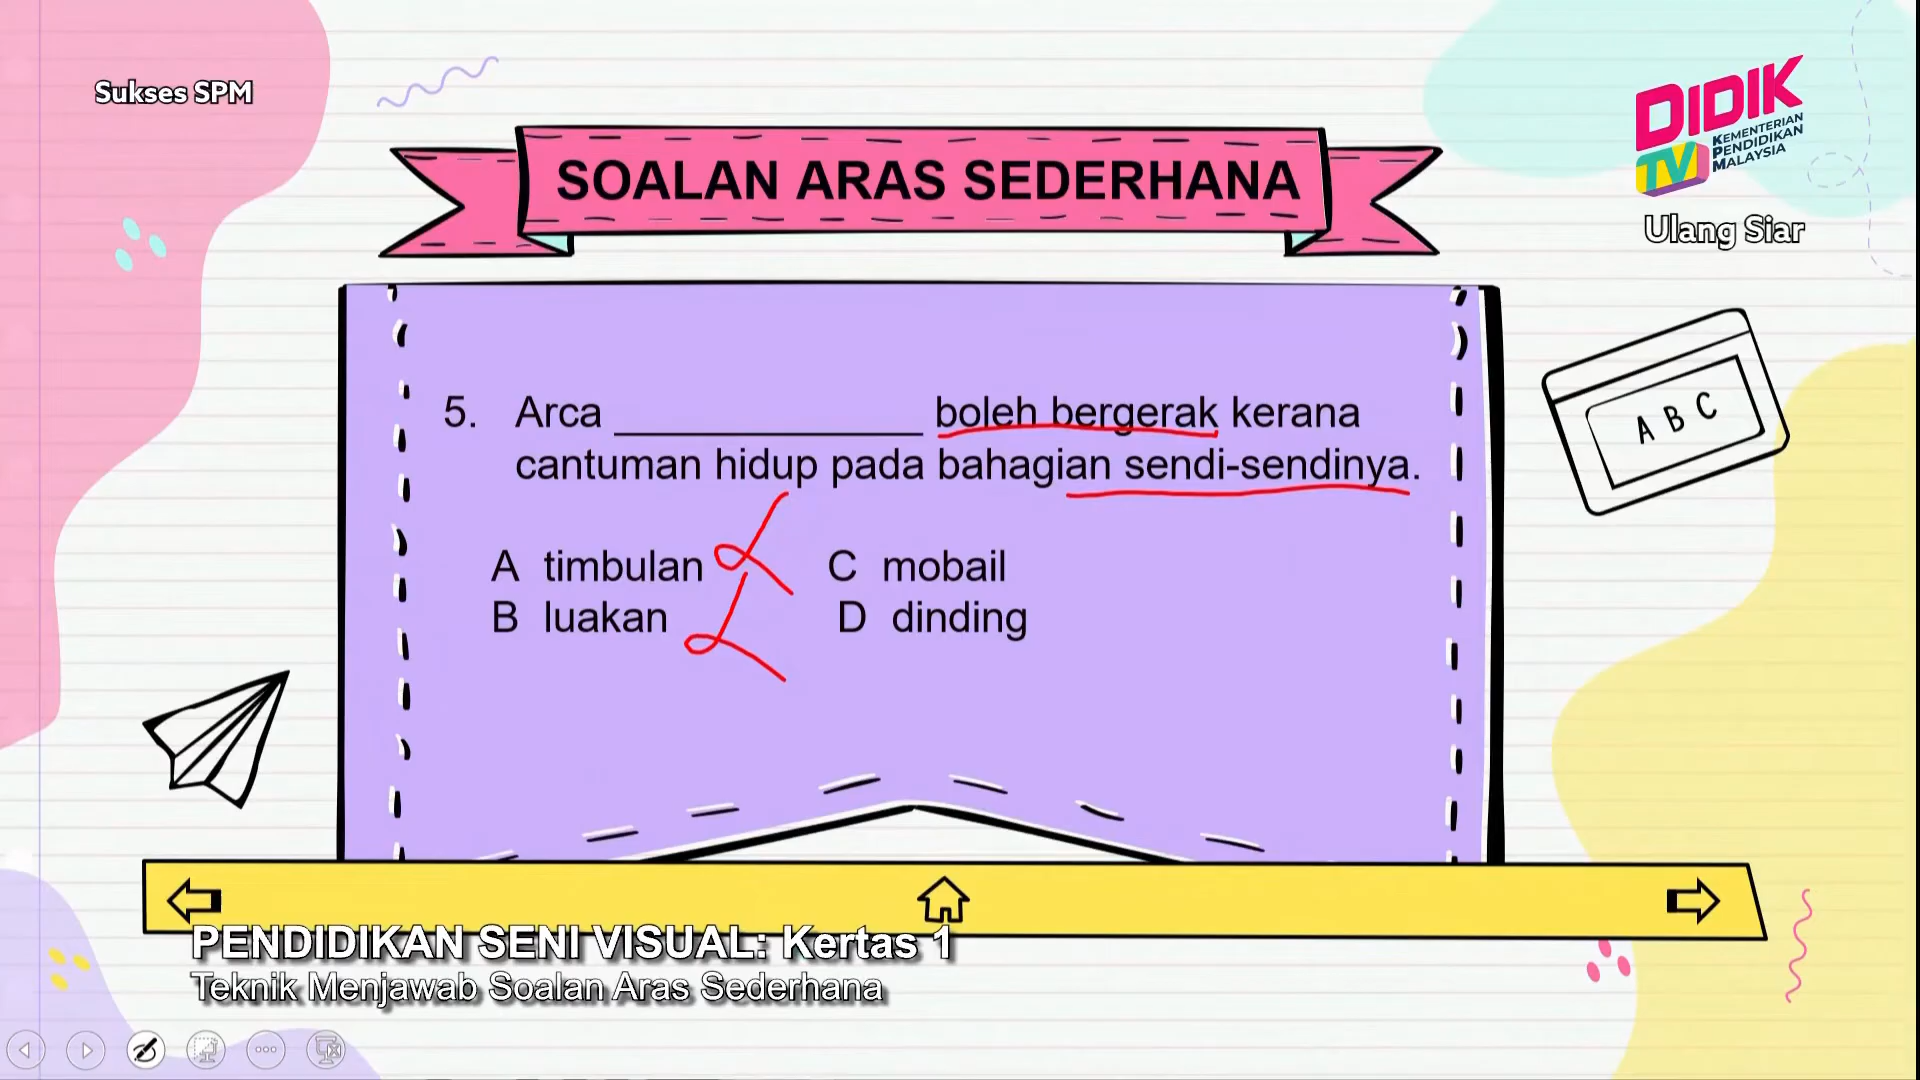 Sukses SPM
DIDIK
TV
KEMENTERIAN
PENDIDIKAN
MALAYSIA
Ulang Siar
SOALAN ARAS SEDERHANA
5. Arca ______________ boleh bergerak kerana
cantuman hidup pada bahagian sendi-sendinya.
A timbulan C mobail
B luakan D dinding
A B C
PENDIDIKAN SENI VISUAL: Kertas 1
Teknik Menjawab Soalan Aras Sederhana